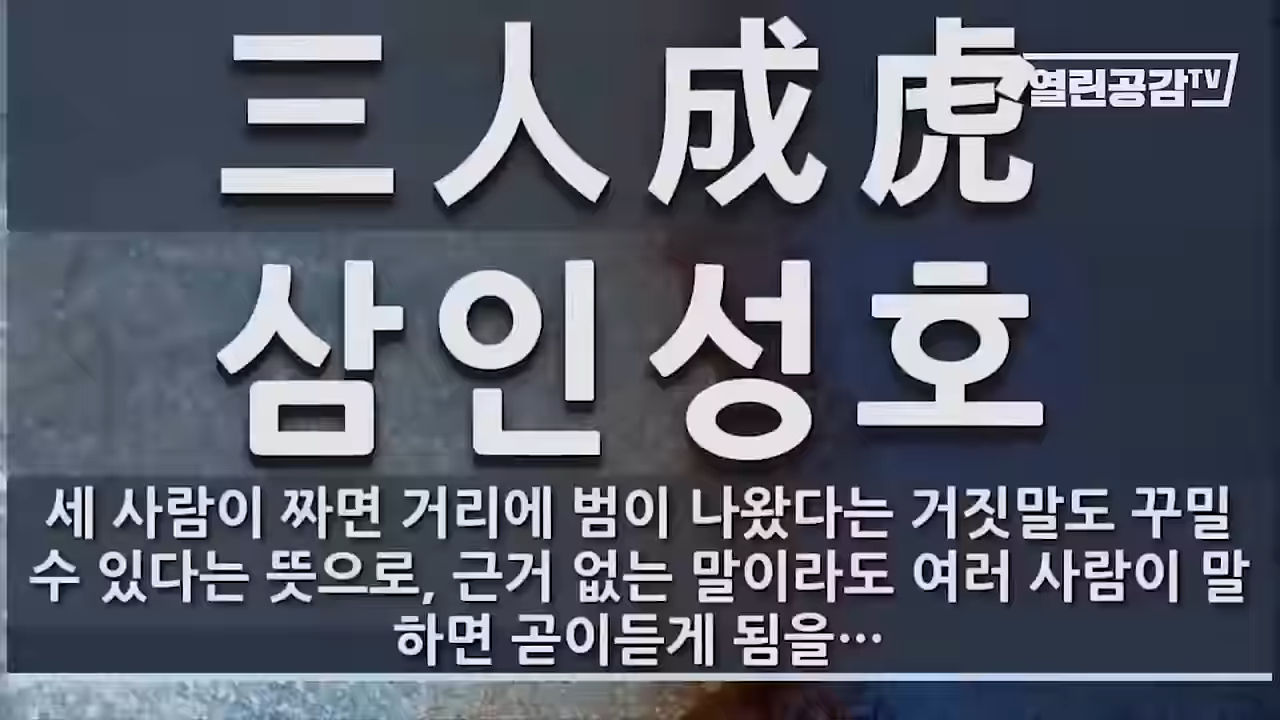 三人成虎
열린공감TV
삼인성호
세 사람이 짜면 거리에 범이 나왔다는 거짓말도 꾸밀
수 있다는 뜻으로, 근거 없는 말이라도 여러 사람이 말
하면 곧이듣게 됨을…